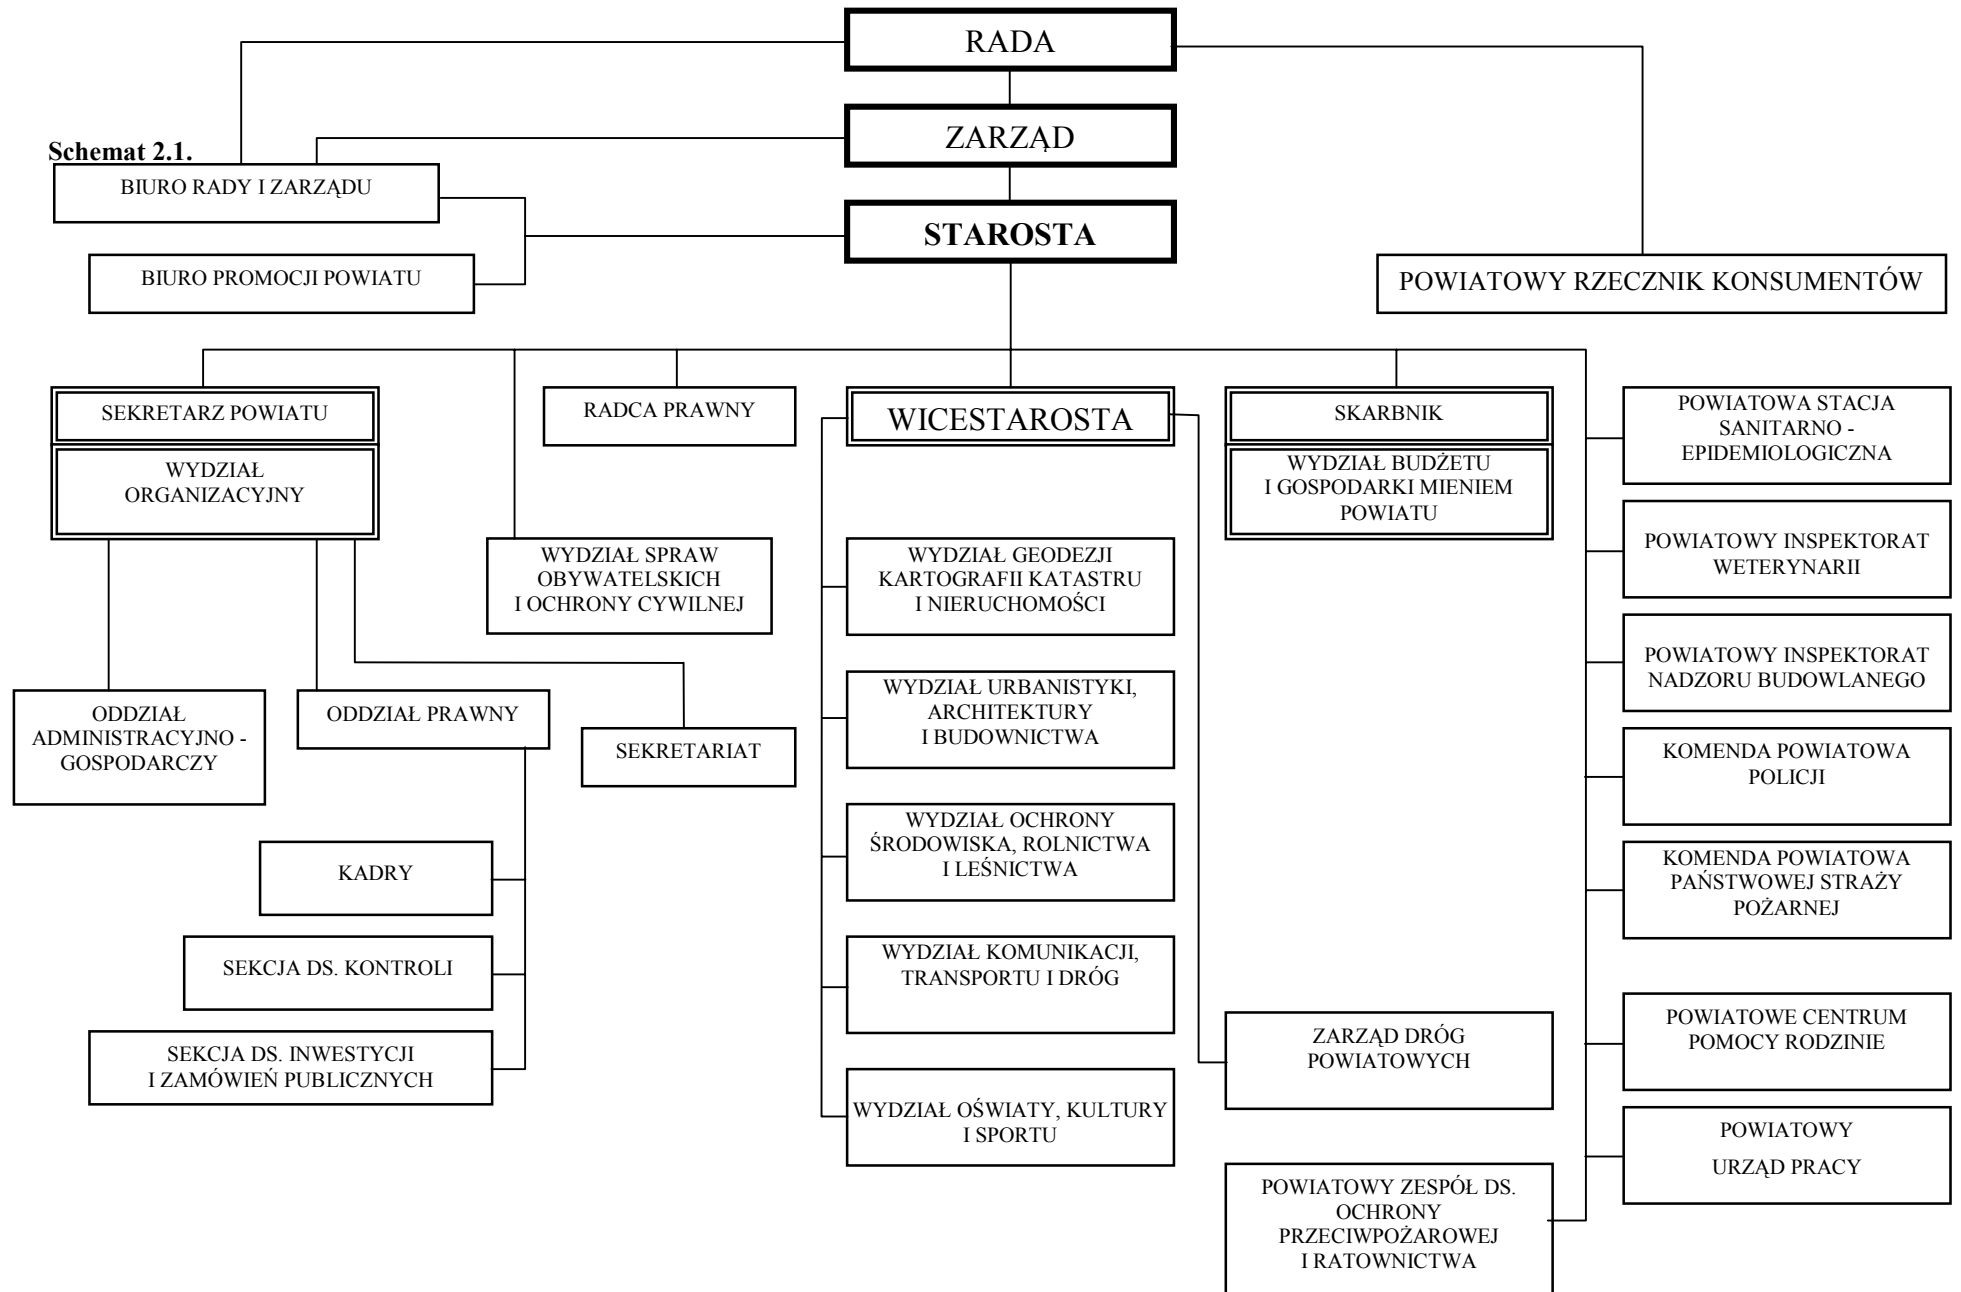 RADA
ZARZĄD
Schemat 2.1.
BIURO RADY I ZARZĄDU
STAROSTA
BIURO PROMOCJI POWIATU
POWIATOWY RZECZNIK KONSUMENTÓW
SEKRETARZ POWIATU
WYDZIAŁ
ORGANIZACYJNY
RADCA PRAWNY
WICESTAROSTA
SKARBNIK
WYDZIAŁ BUDŻETU
I GOSPODARKI MIENIEM
POWIATU
POWIATOWA STACJA
SANITARNO -
EPIDEMIOLOGICZNA
WYDZIAŁ SPRAW
OBYWATELSKICH
I OCHRONY CYWILNEJ
WYDZIAŁ GEODEZJI
KARTOGRAFII KATASTRU
I NIERUCHOMOŚCI
POWIATOWY INSPEKTORAT
WETERYNARII
POWIATOWY INSPEKTORAT
NADZORU BUDOWLANEGO
ODDZIAŁ
ADMINISTRACYJNO -
GOSPODARCZY
ODDZIAŁ PRAWNY
SEKRETARIAT
WYDZIAŁ URBANISTYKI,
ARCHITEKTURY
I BUDOWNICTWA
KOMENDA POWIATOWA
POLICJI
KADRY
WYDZIAŁ OCHRONY
ŚRODOWISKA, ROLNICTWA
I LEŚNICTWA
KOMENDA POWIATOWA
PAŃSTWOWEJ STRAŻY
POŻARNEJ
SEKCJA DS. KONTROLI
WYDZIAŁ KOMUNIKACJI,
TRANSPORTU I DRÓG
SEKCJA DS. INWESTYCJI
I ZAMÓWIEŃ PUBLICZNYCH
ZARZĄD DRÓG
POWIATOWYCH
POWIATOWE CENTRUM
POMOCY RODZINIE
WYDZIAŁ OŚWIATY, KULTURY
I SPORTU
POWIATOWY
URZĄD PRACY
POWIATOWY ZESPÓŁ DS.
OCHRONY
PRZECIWPOŻAROWEJ
I RATOWNICTWA